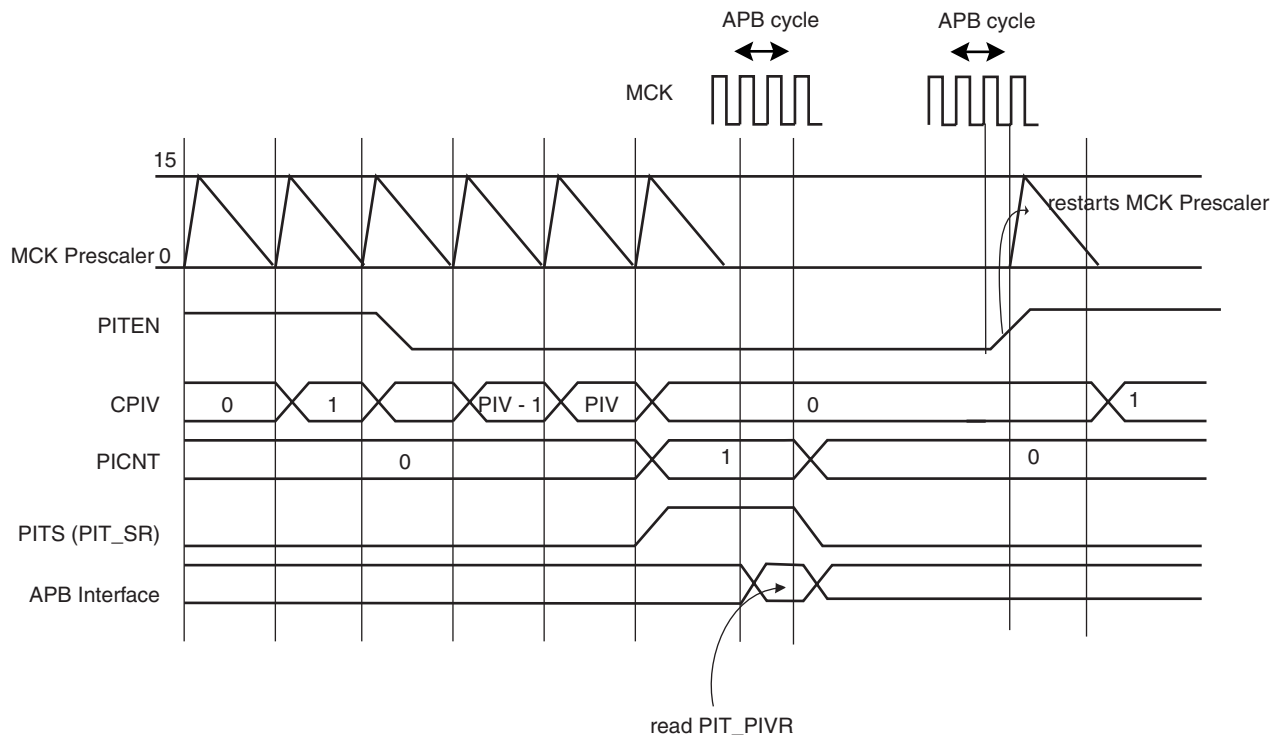 APB cycle
APB cycle
MCK
15
restarts MCK Prescaler
MCK Prescaler 0
PITEN
CPIV
0
1
PIV - 1
PIV
0
1
PICNT
0
1
0
PITS (PIT_SR)
APB Interface
read PIT_PIVR